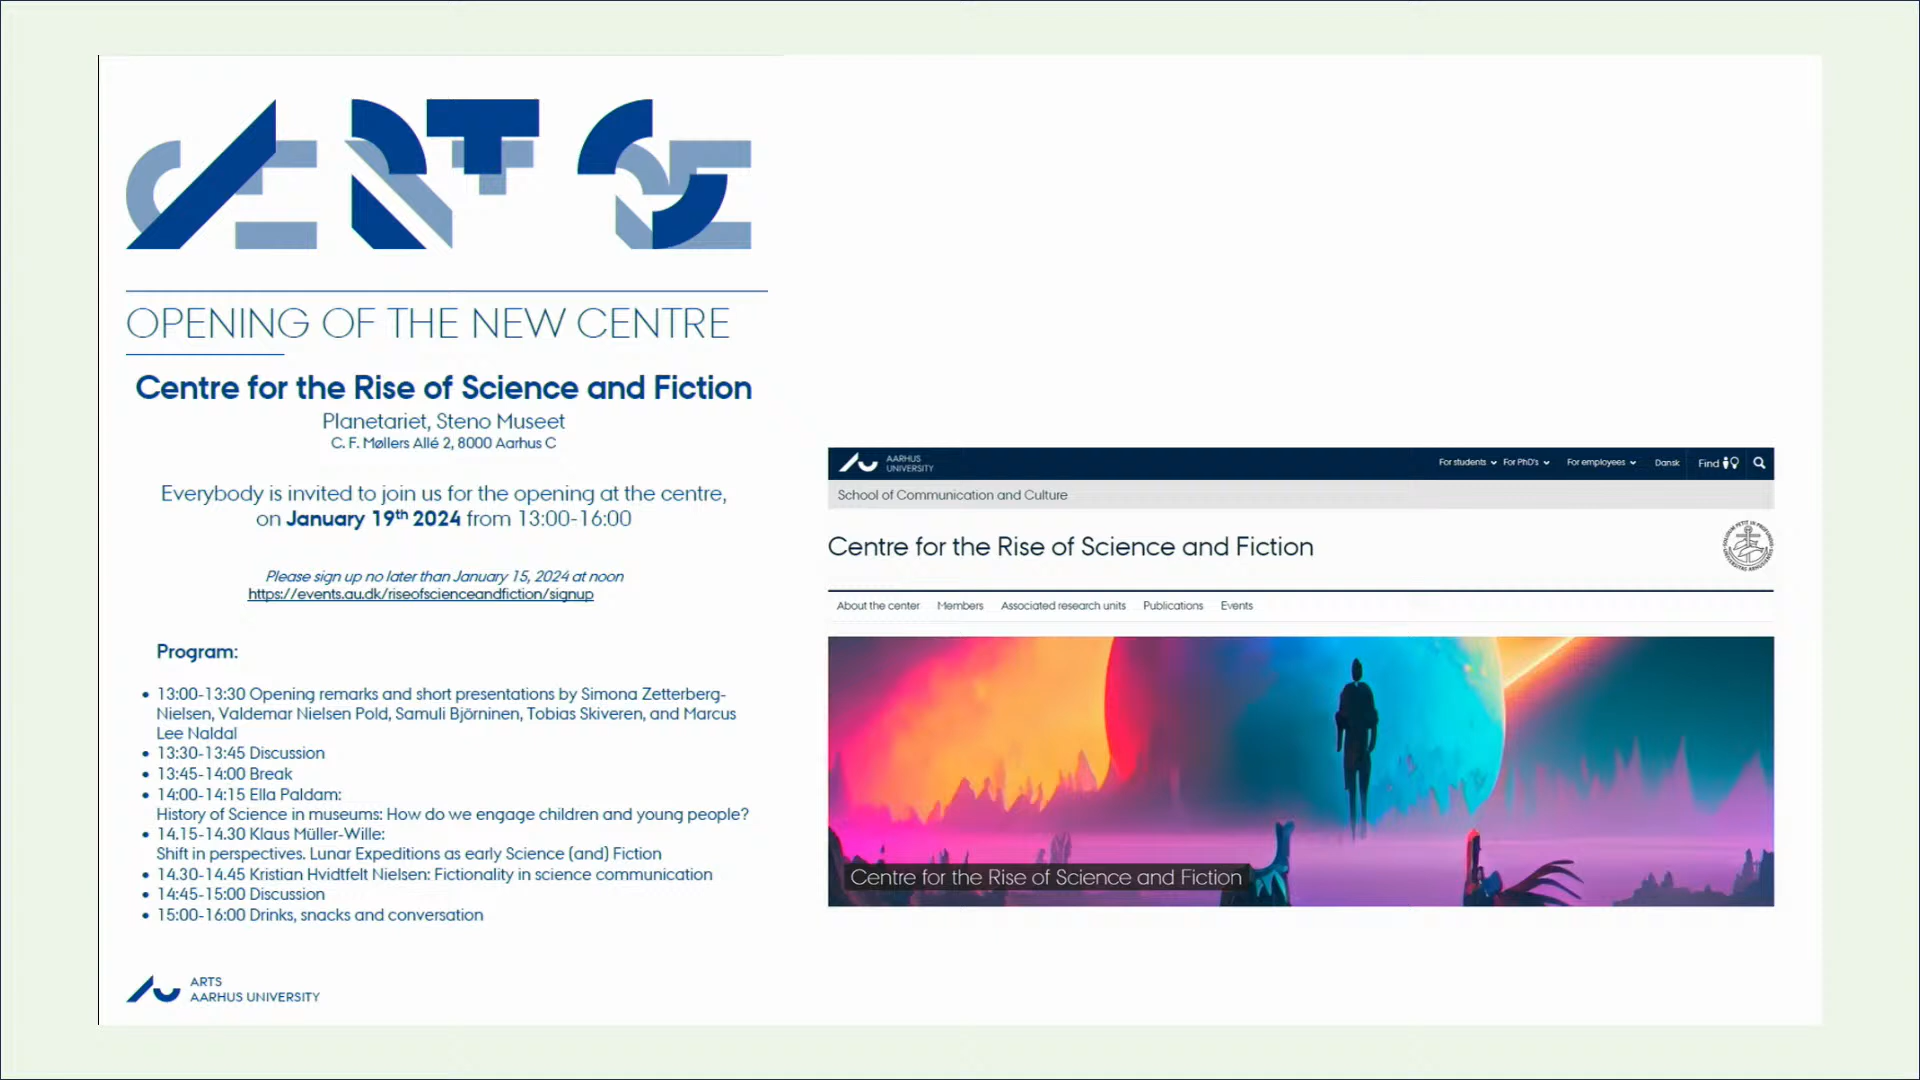 ARTS
CENTRE
OPENING OF THE NEW CENTRE
Centre for the Rise of Science and Fiction
Planetariet, Steno Museet
C. F. Møllers Allé 2, 8000 Aarhus C
Everybody is invited to join us for the opening at the centre,
on January 19th 2024 from 13:00-16:00
Please sign up no later than January 15, 2024 at noon
https://events.au.dk/riseofscienceandfiction/signup
Program:
• 13:00-13:30 Opening remarks and short presentations by Simona Zetterberg-
Nielsen, Valdemar Nielsen Pold, Samuli Björninen, Tobias Skiveren, and Marcus
Lee Naldal
• 13:30-13:45 Discussion
• 13:45-14:00 Break
• 14:00-14:15 Ella Paldam:
History of Science in museums: How do we engage children and young people?
• 14.15-14.30 Klaus Müller-Wille:
Shift in perspectives. Lunar Expeditions as early Science (and) Fiction
• 14.30-14.45 Kristian Hvidtfelt Nielsen: Fictionality in science communication
• 14:45-15:00 Discussion
• 15:00-16:00 Drinks, snacks and conversation
ARTS
AARHUS UNIVERSITY
AARHUS
UNIVERSITY
For students For PhD's For employees Dansk Find
School of Communication and Culture
Centre for the Rise of Science and Fiction
About the center Members Associated research units Publications Events
Centre for the Rise of Science and Fiction